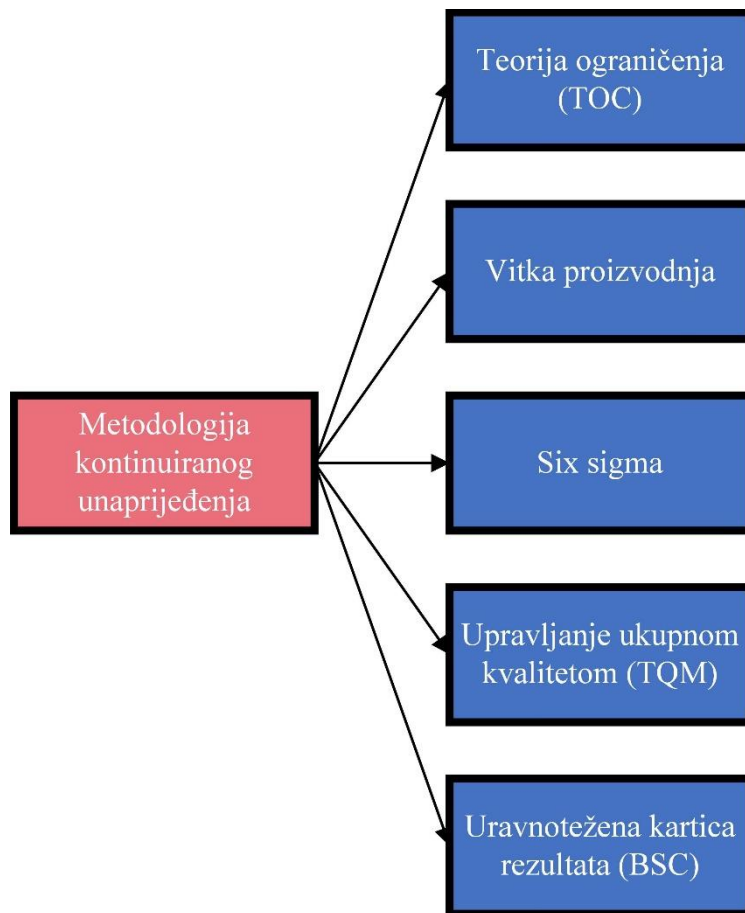 Teorija ograničenja
(TOC)
Vitka proizvodnja
Metodologija
kontinuiranog
unaprijeđenja
Six sigma
Upravljanje ukupnom
kvalitetom (TQM)
Uravnotežena kartica
rezultata (BSC)